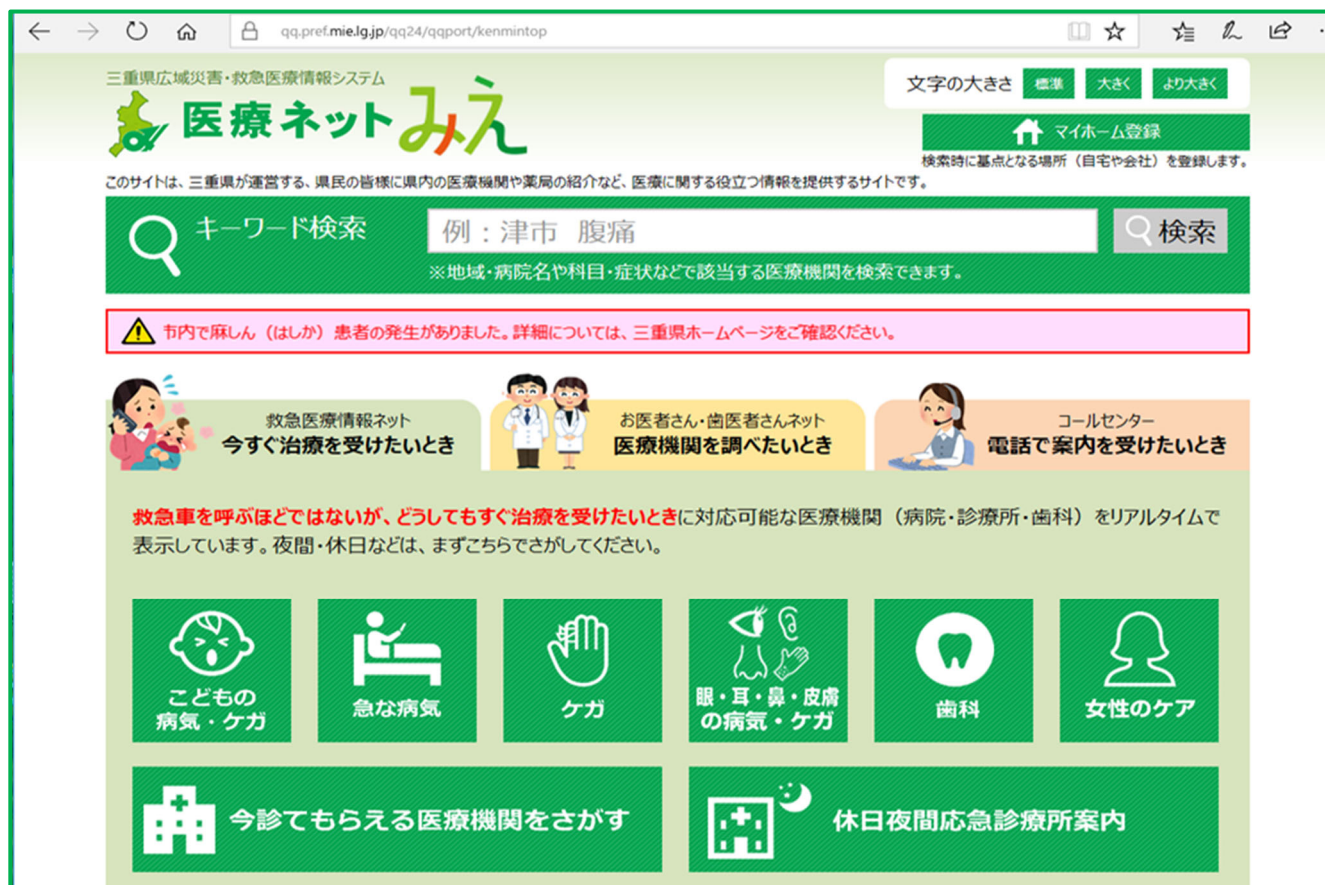 qq.pref.mie.lg.jp/qq24/qqport/kenmintop
三重県広域災害・救急医療情報システム
医療ネットみえ
文字の大きさ 標準 大きく より大きく
マイホーム登録
検索時に基点となる場所（自宅や会社）を登録します。
このサイトは、三重県が運営する、県民の皆様に県内の医療機関や薬局の紹介など、医療に関する役立つ情報を提供するサイトです。
キーワード検索 例：津市 腹痛 検索
※地域・病院名や科目・症状などで該当する医療機関を検索できます。
市内で麻しん（はしか）患者の発生がありました。詳細については、三重県ホームページをご確認ください。
救急医療情報ネット
今すぐ治療を受けたいとき
お医者さん・歯医者さんネット
医療機関を調べたいとき
コールセンター
電話で案内を受けたいとき
救急車を呼ぶほどではないが、どうしてもすぐ治療を受けたいときに対応可能な医療機関（病院・診療所・歯科）をリアルタイムで
表示しています。夜間・休日などは、まずこちらでさがしてください。
こどもの
病気・ケガ
急な病気
ケガ
眼・耳・鼻・皮膚
の病気・ケガ
歯科
女性のケア
今診てもらえる医療機関をさがす
休日夜間応急診療所案内